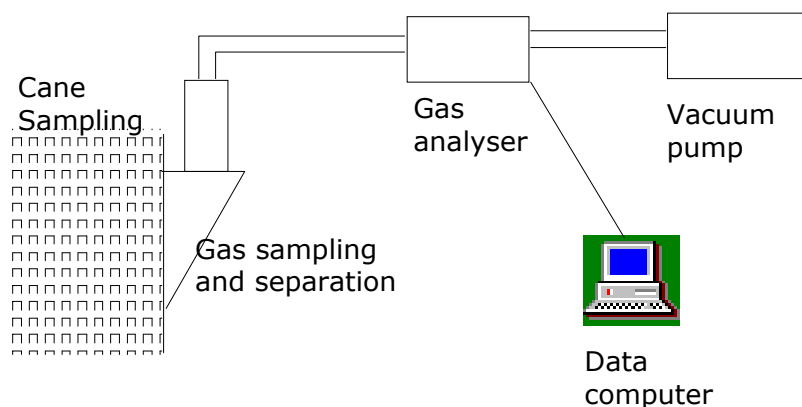 Cane
Sampling
Gas
analyser
Vacuum
pump
Gas sampling
and separation
Data
computer